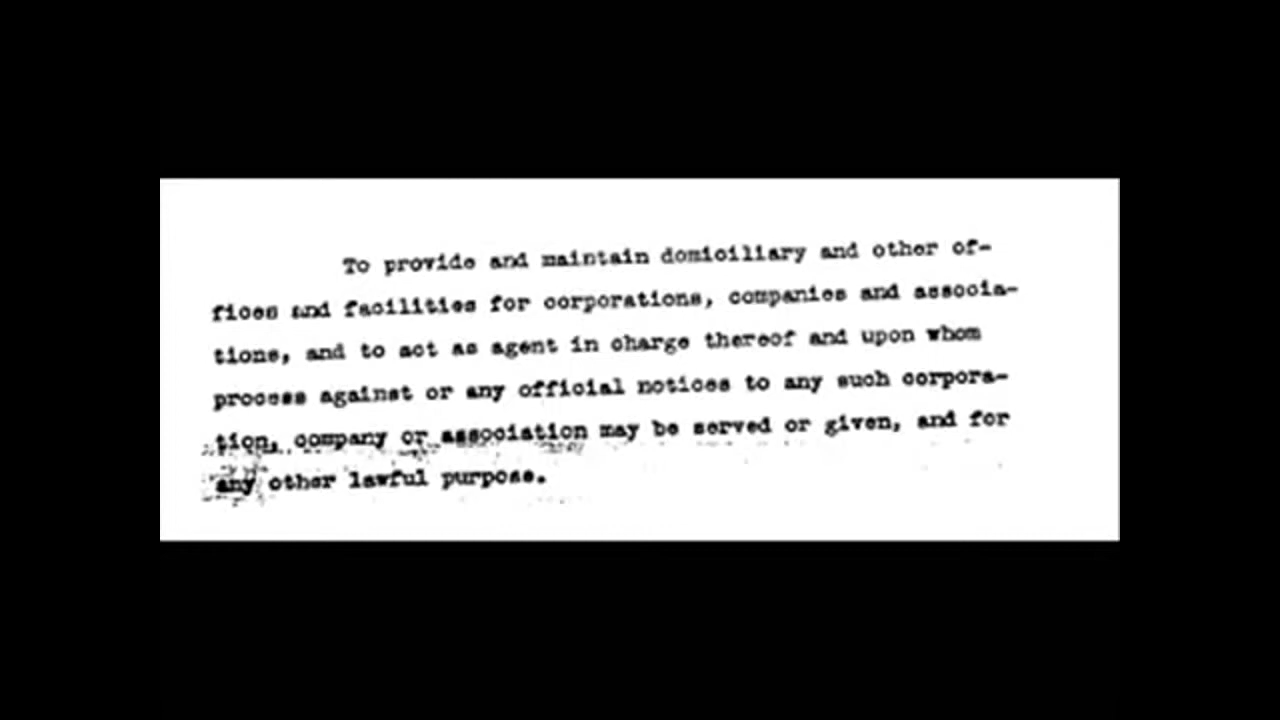 To provide and maintain domiciliary and other of-
fices and facilities for corporations, companies and associa-
tions, and to act as agent in charge thereof and upon whom
process against or any official notices to any such corpora-
tion, company or association may be served or given, and for
any other lawful purpose.